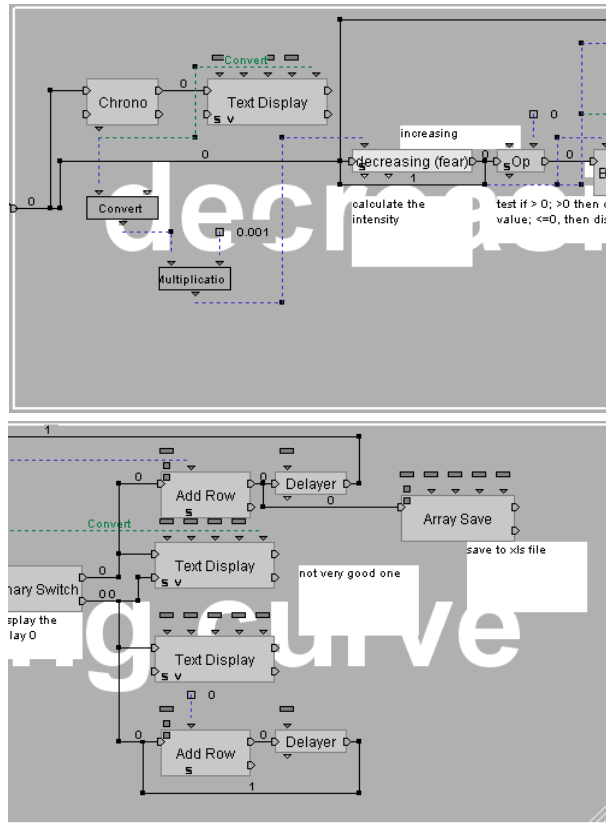 Convert
0
Chrono
Text Display
S V
0
increasing
0
0
decreasing (fear)
S
0
Op
S
0
B
1
calculate the
intensity
test if > 0; >0 then
value; <=0, then dis
Convert
0.001
Multiplicatio
decreasi
1
0
Add Row
S
0
Delayer
0
Array Save
Convert
save to xls file
Text Display
S V
not very good one
0
nary Switch
0 0
splay the
lay 0
ng curve
Text Display
S V
0
0
Add Row
S
0
Delayer
1